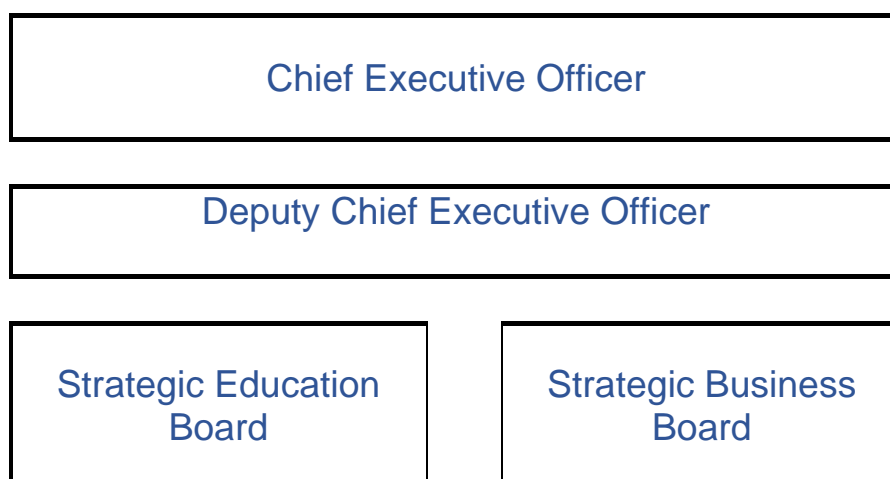 Chief Executive Officer
Deputy Chief Executive Officer
Strategic Education
Board
Strategic Business
Board